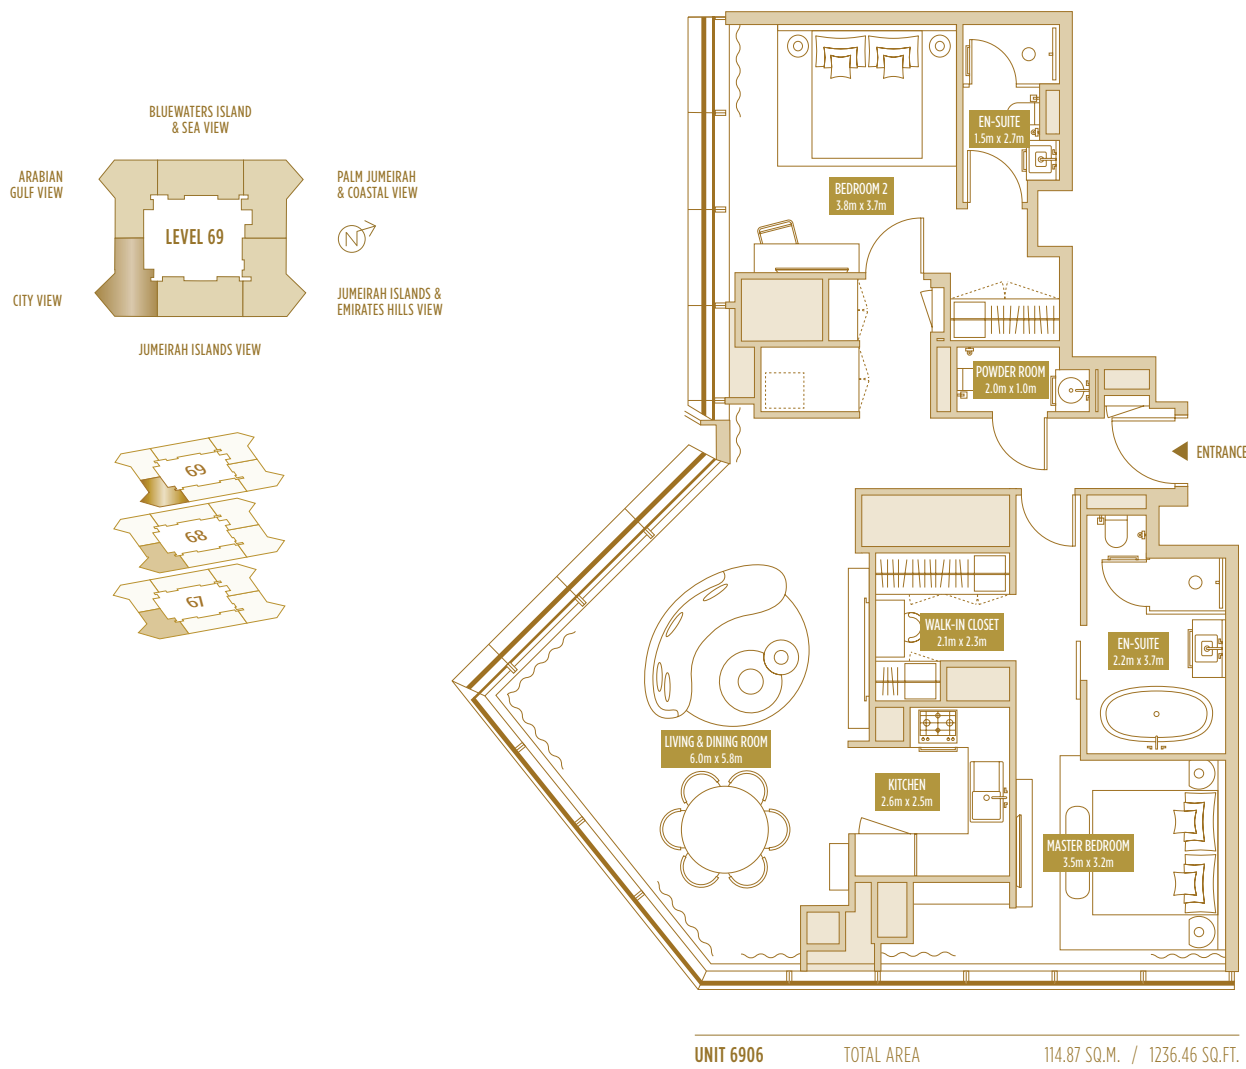 BLUEWATERS ISLAND
& SEA VIEW
ARABIAN
GULF VIEW
PALM JUMEIRAH
& COASTAL VIEW
LEVEL 69
N
CITY VIEW
JUMEIRAH ISLANDS &
EMIRATES HILLS VIEW
JUMEIRAH ISLANDS VIEW
69
68
67
EN-SUITE
1.5m x 2.7m
BEDROOM 2
3.8m x 3.7m
POWDER ROOM
2.0m x 1.0m
ENTRANCE
WALK-IN CLOSET
2.1m x 2.3m
EN-SUITE
2.2m x 3.7m
LIVING & DINING ROOM
6.0m x 5.8m
KITCHEN
2.6m x 2.5m
MASTER BEDROOM
3.5m x 3.2m
UNIT 6906 TOTAL AREA 114.87 SQ.M. / 1236.46 SQ.FT.